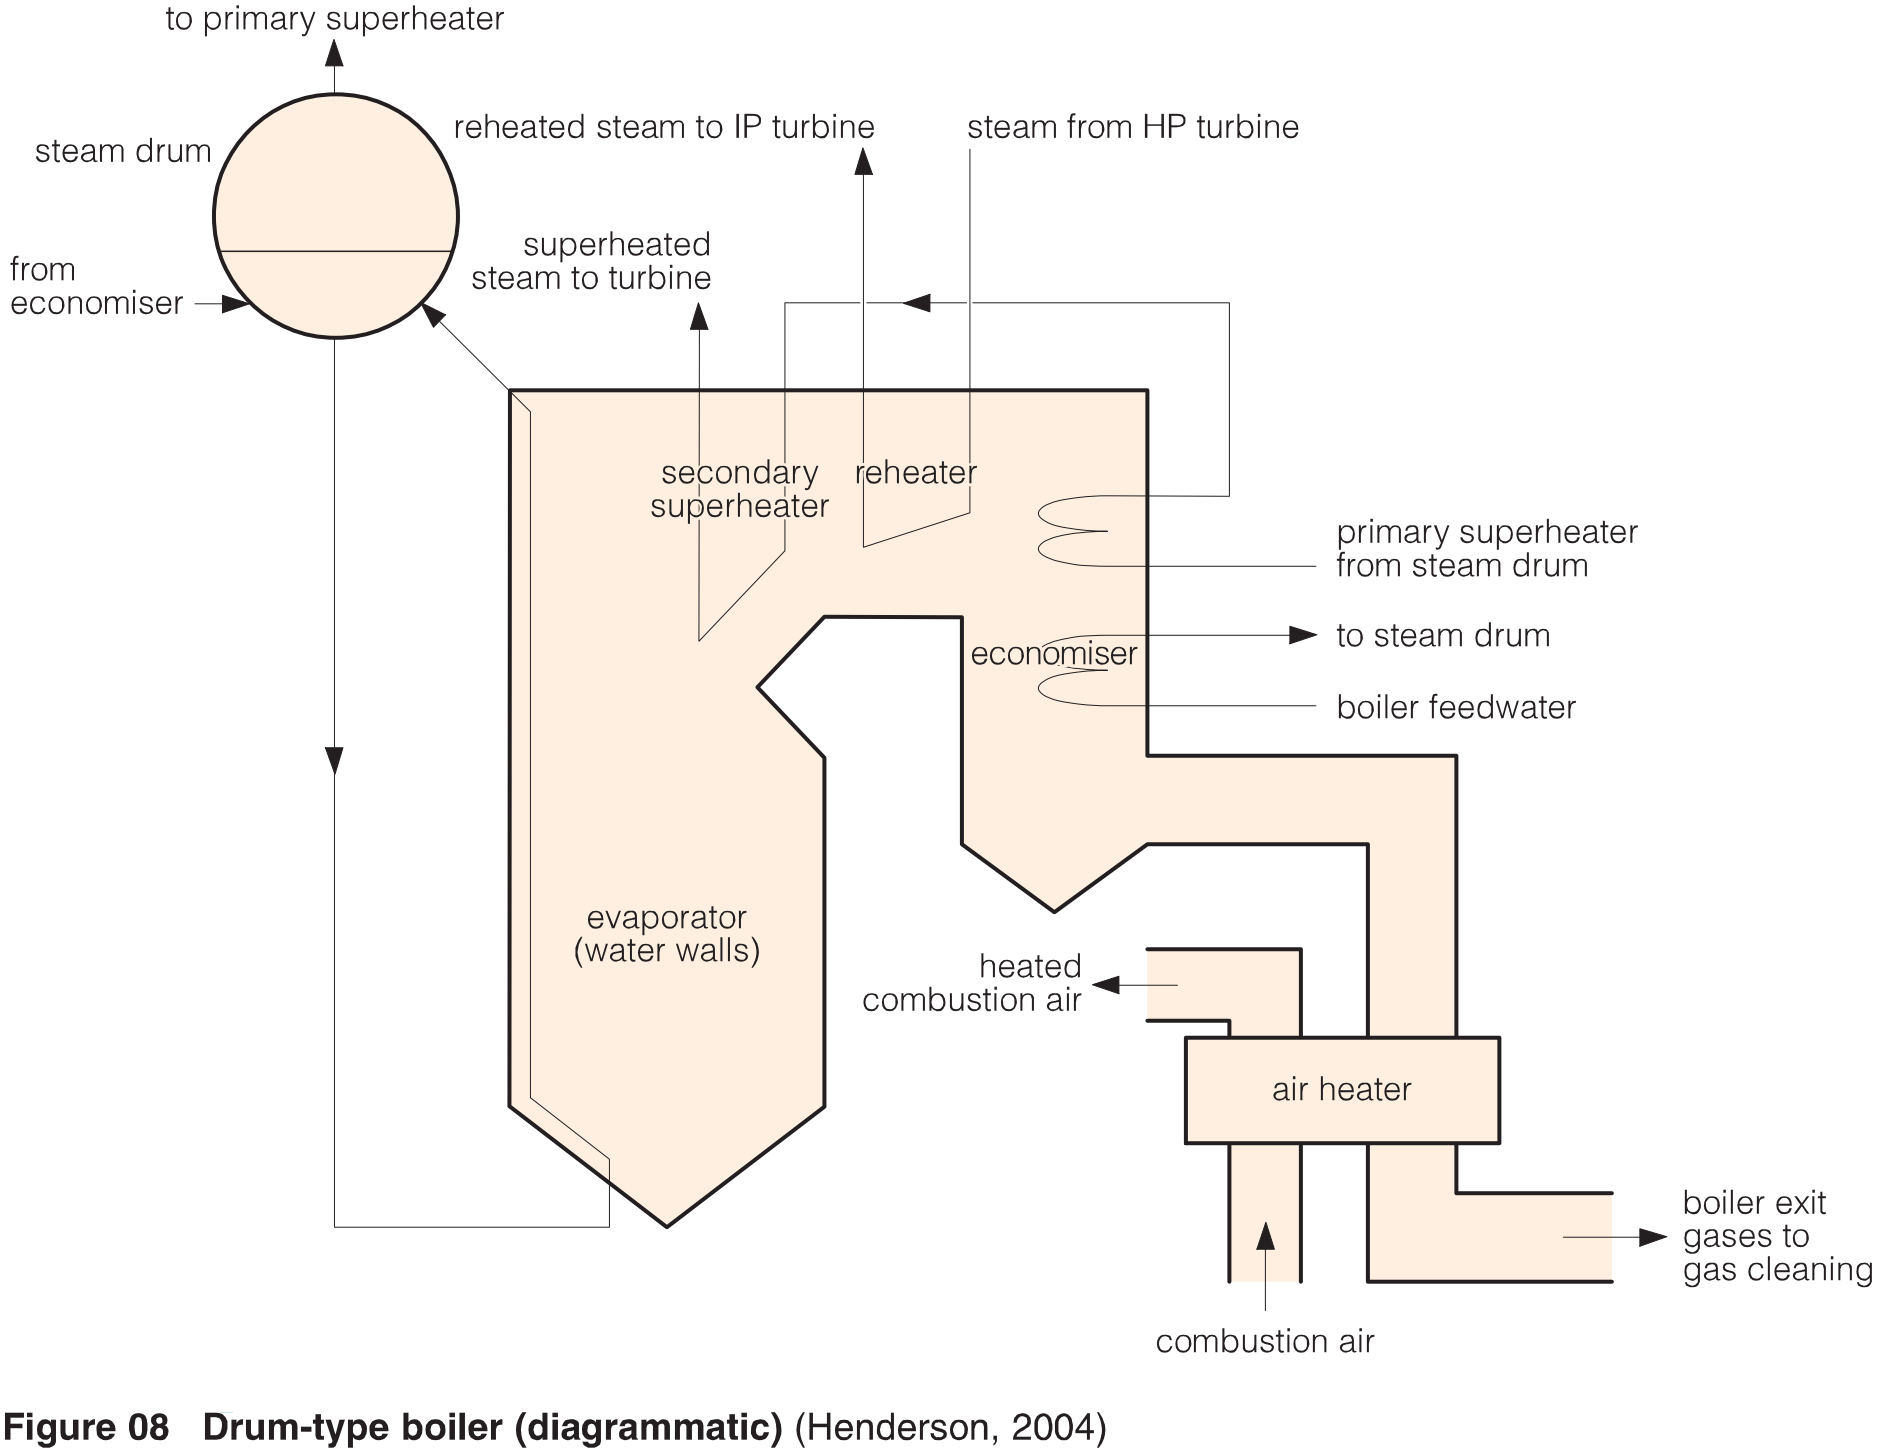 to primary superheater
steam drum
reheated steam to IP turbine
steam from HP turbine
superheated
steam to turbine
from
economiser
secondary
superheater
reheater
primary superheater
from steam drum
to steam drum
economiser
boiler feedwater
evaporator
(water walls)
heated
combustion air
air heater
boiler exit
gases to
gas cleaning
combustion air
Figure 08 Drum-type boiler (diagrammatic) (Henderson, 2004)